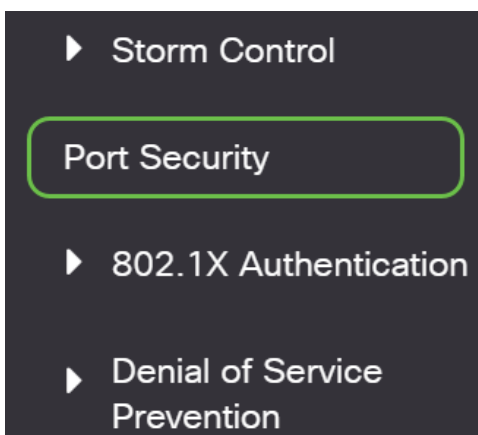 Storm Control
Port Security
802.1X Authentication
Denial of Service
Prevention